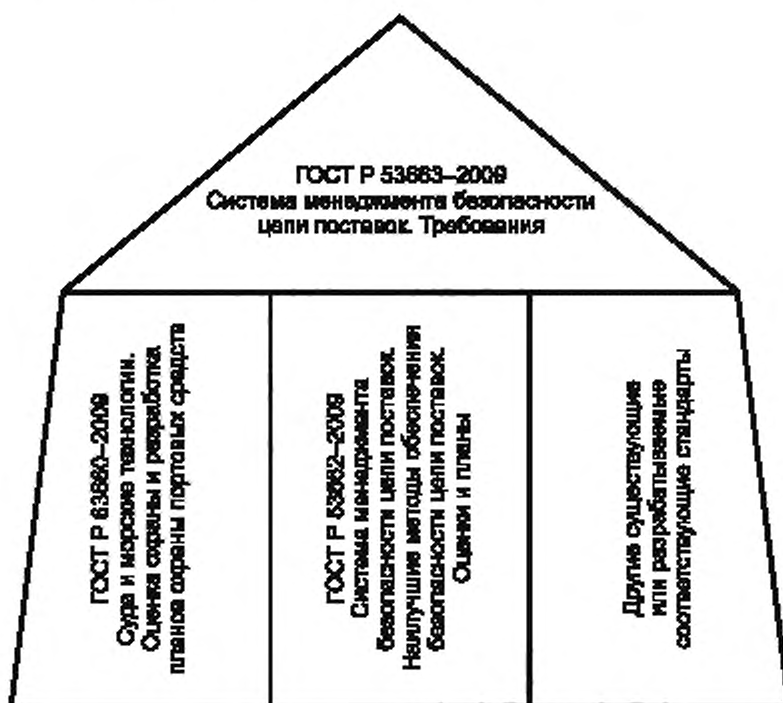 ГОСТ Р 53663–2009
Система менеджмента безопасности
цепи поставок. Требования
ГОСТ Р 53660–2009
Суда и морские технологии.
Оценка охраны и разработка
планов охраны портовых средств
ГОСТ Р 53662–2009
Система менеджмента
безопасности цепи поставок.
Наилучшие методы обеспечения
безопасности цепи поставок.
Оценки и планы
Другие существующие
или разрабатываемые
соответствующие стандарты